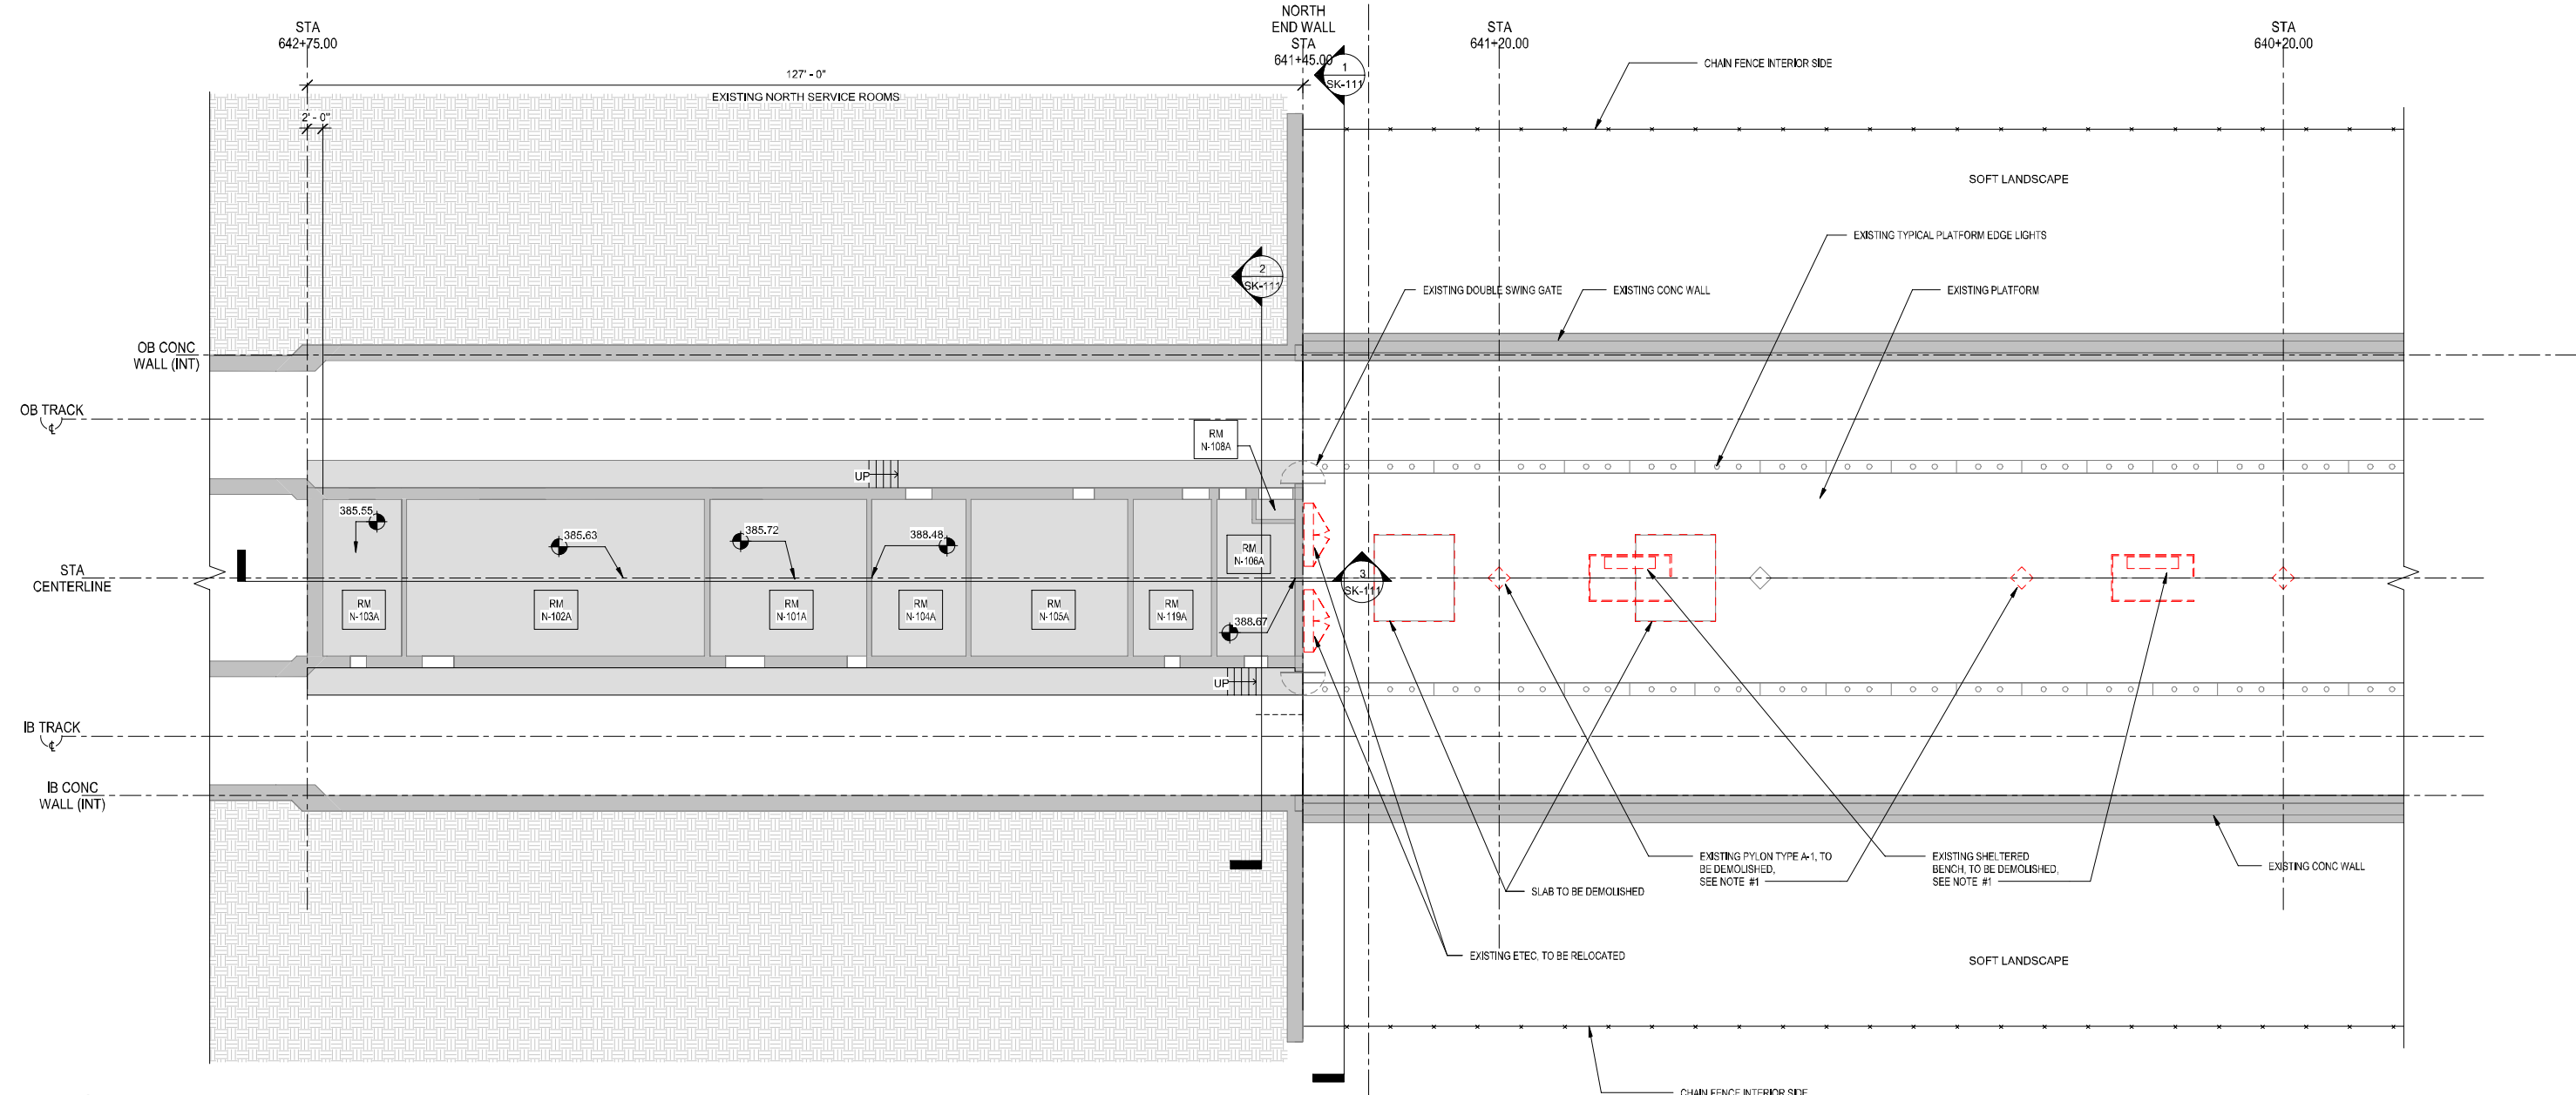 NORTH
END WALL
STA
641+45.00
STA
642+75.00
STA
641+20.00
STA
640+20.00
127' - 0"
EXISTING NORTH SERVICE ROOMS
2' - 0"
1
SK-111
CHAIN FENCE INTERIOR SIDE
SOFT LANDSCAPE
EXISTING TYPICAL PLATFORM EDGE LIGHTS
2
SK-111
EXISTING DOUBLE SWING GATE
EXISTING CONC WALL
EXISTING PLATFORM
OB CONC
WALL (INT)
OB TRACK
℄
RM
N-108A
UP
385.55
385.63
385.72
388.48
RM
N-106A
STA
CENTERLINE
3
SK-111
RM
N-103A
RM
N-102A
RM
N-101A
RM
N-104A
RM
N-105A
RM
N-119A
388.67
UP
IB TRACK
℄
IB CONC
WALL (INT)
EXISTING PYLON TYPE A-1, TO
BE DEMOLISHED,
SEE NOTE #1
EXISTING SHELTERED
BENCH, TO BE DEMOLISHED,
SEE NOTE #1
EXISTING CONC WALL
SLAB TO BE DEMOLISHED
EXISTING ETEC, TO BE RELOCATED
SOFT LANDSCAPE
CHAIN FENCE INTERIOR SIDE